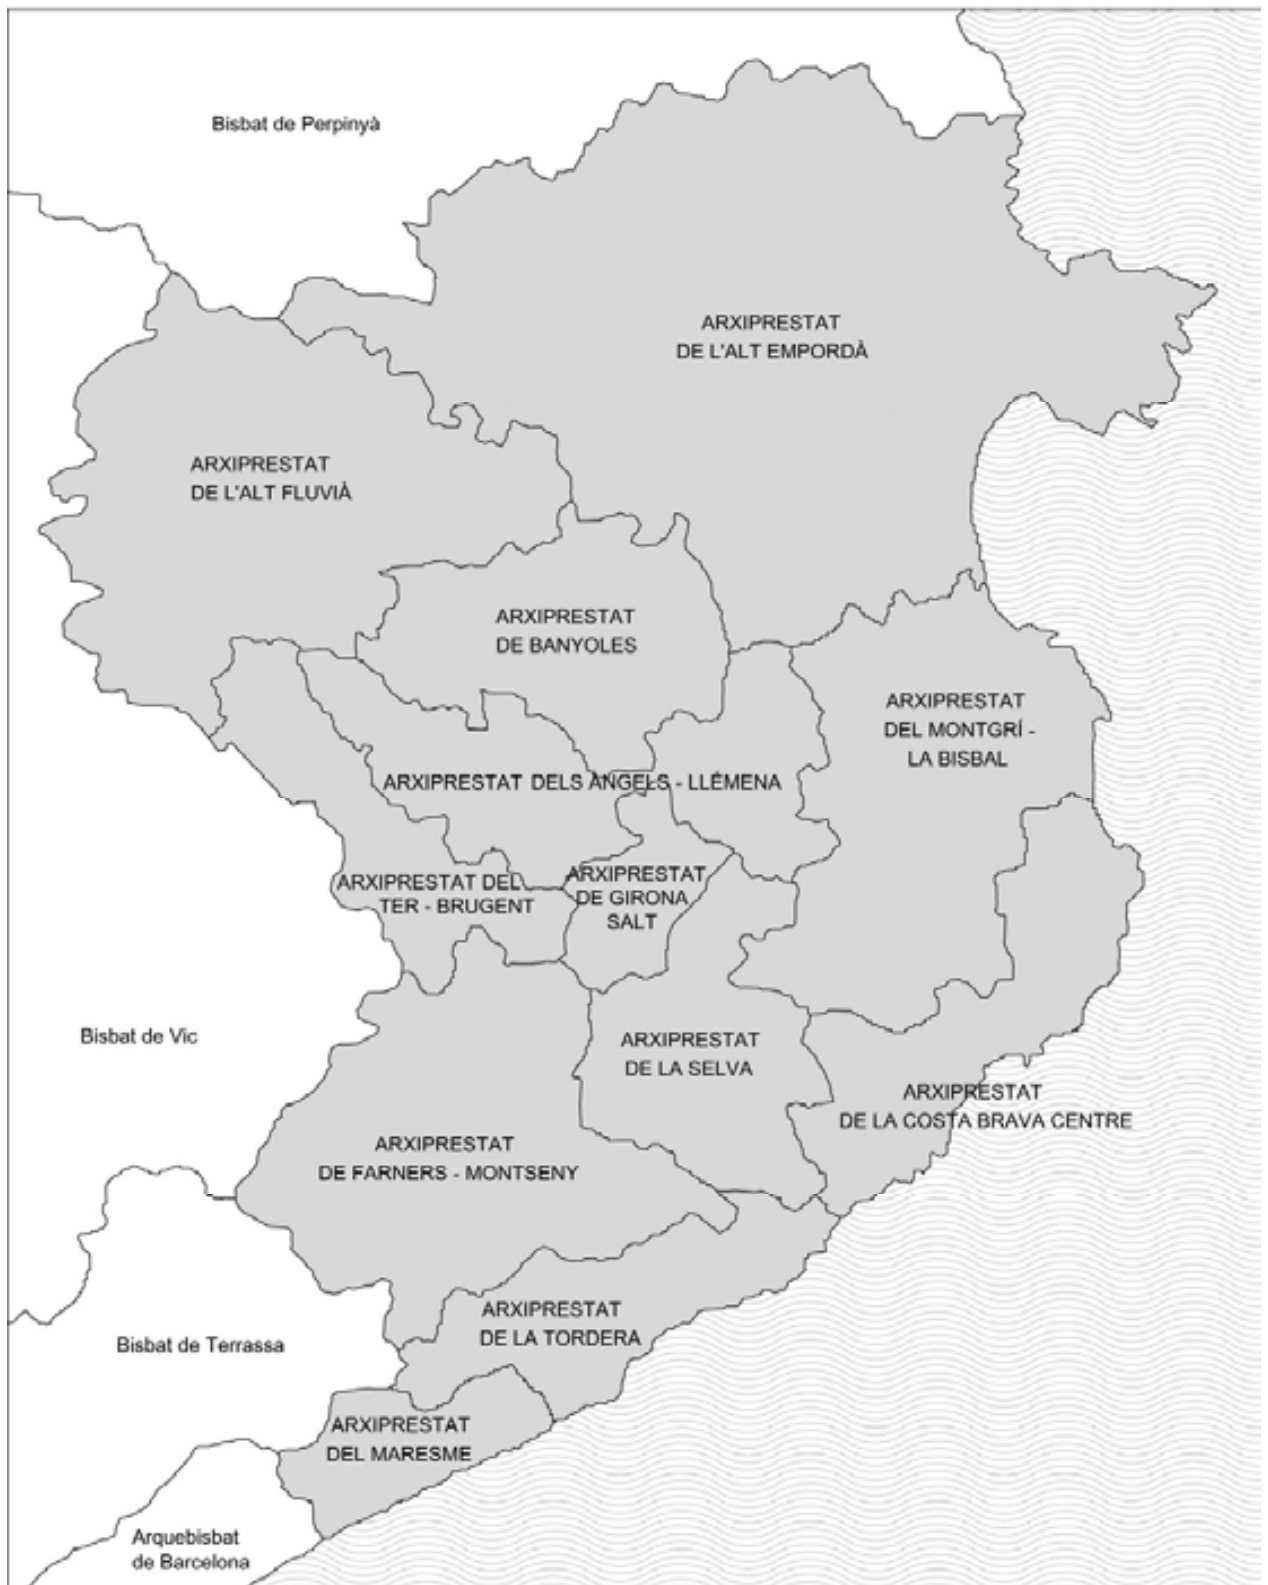 Bisbat de Perpinyà
ARXIPRESTAT
DE L'ALT EMPORDÀ
ARXIPRESTAT
DE L'ALT FLUVIÀ
ARXIPRESTAT
DE BANYOLES
ARXIPRESTAT
DEL MONTGRÍ -
LA BISBAL
ARXIPRESTAT DELS ÀNGELS - LLÉMENA
ARXIPRESTAT DEL
TER - BRUGENT
ARXIPRESTAT
DE GIRONA
SALT
Bisbat de Vic
ARXIPRESTAT
DE LA SELVA
ARXIPRESTAT
DE LA COSTA BRAVA CENTRE
ARXIPRESTAT
DE FARNERS - MONTSENY
ARXIPRESTAT
DE LA TORDERA
Bisbat de Terrassa
ARXIPRESTAT
DEL MARESME
Arquebisbat
de Barcelona